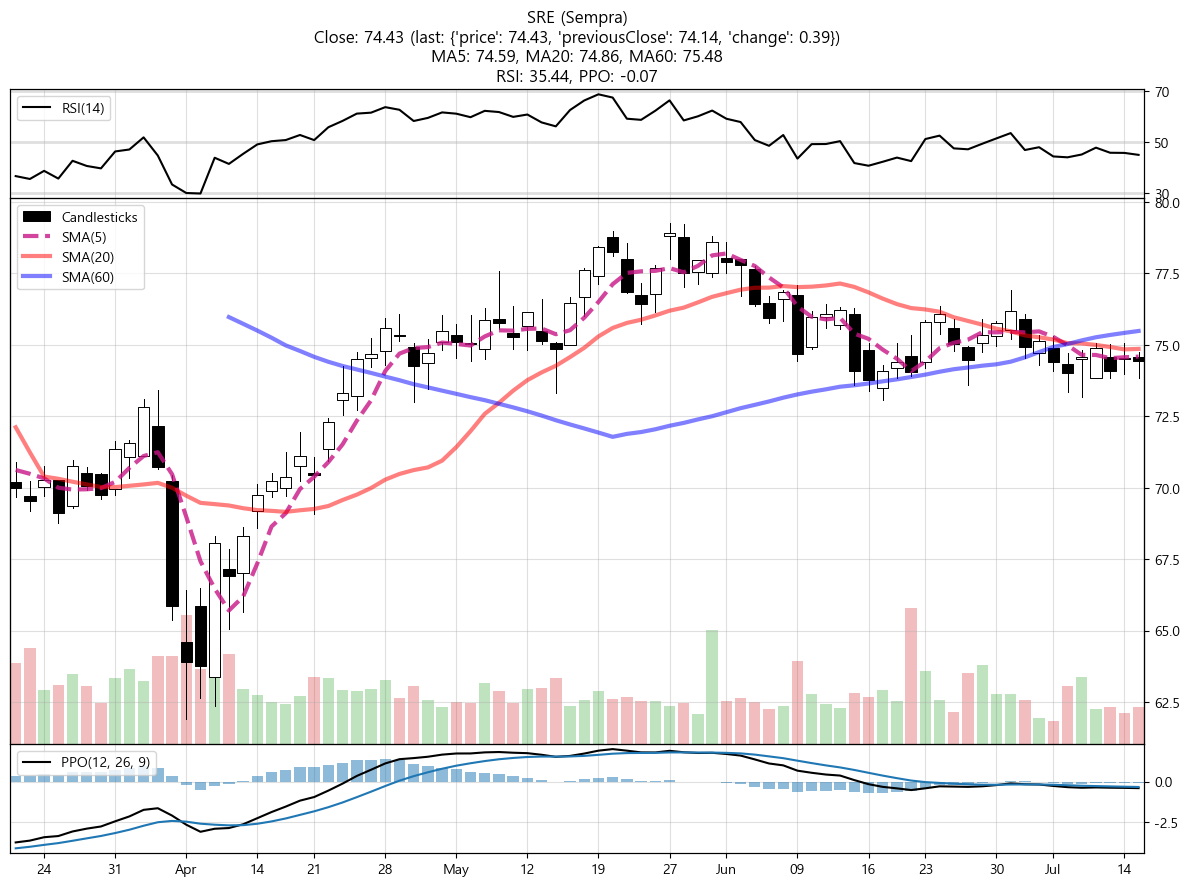 SRE (Sempra)
Close: 74.43 (last: {'price': 74.43, 'previousClose': 74.14, 'change': 0.39})
MA5: 74.59, MA20: 74.86, MA60: 75.48
RSI: 35.44, PPO: -0.07
RSI(14)
70
50
30
Candlesticks
SMA(5)
SMA(20)
SMA(60)
80.0
77.5
75.0
72.5
70.0
67.5
65.0
62.5
PPO(12, 26, 9)
0.0
-2.5
24 31 Apr 14 21 28 May 12 19 27 Jun 09 16 23 30 Jul 14